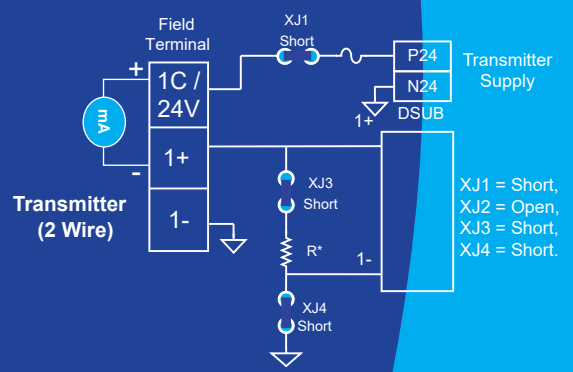 Field
Terminal
XJ1
Short
+
1C /
24V
P24
Transmitter
Supply
N24
1+
DSUB
mA
1+
-
XJ3
Short
XJ1 = Short,
XJ2 = Open,
XJ3 = Short,
XJ4 = Short.
Transmitter
(2 Wire)
1-
R*
1-
XJ4
Short